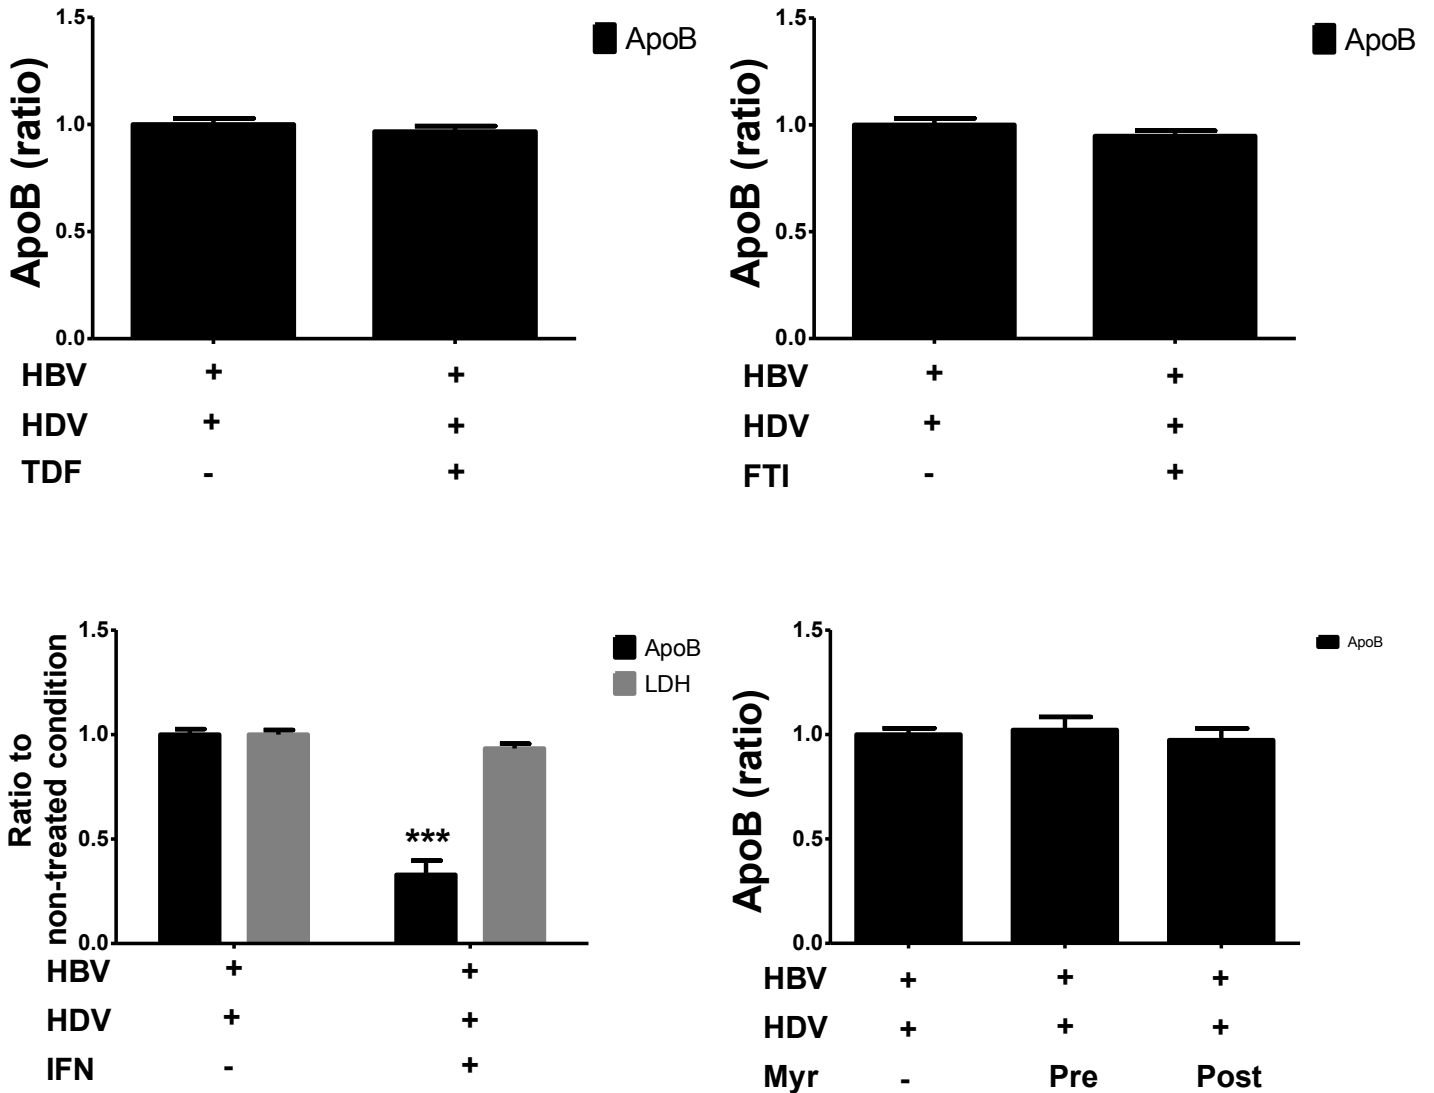 1.5
1.0
0.5
0.0
ApoB (ratio)
ApoB
HBV + +
HDV + +
TDF - +
1.5
1.0
0.5
0.0
ApoB (ratio)
ApoB
HBV + +
HDV + +
FTI - +
1.5
1.0
0.5
0.0
Ratio to
non-treated condition
ApoB
LDH
***
HBV + +
HDV + +
IFN - +
1.5
1.0
0.5
0.0
ApoB (ratio)
ApoB
HBV + + +
HDV + + +
Myr - Pre Post